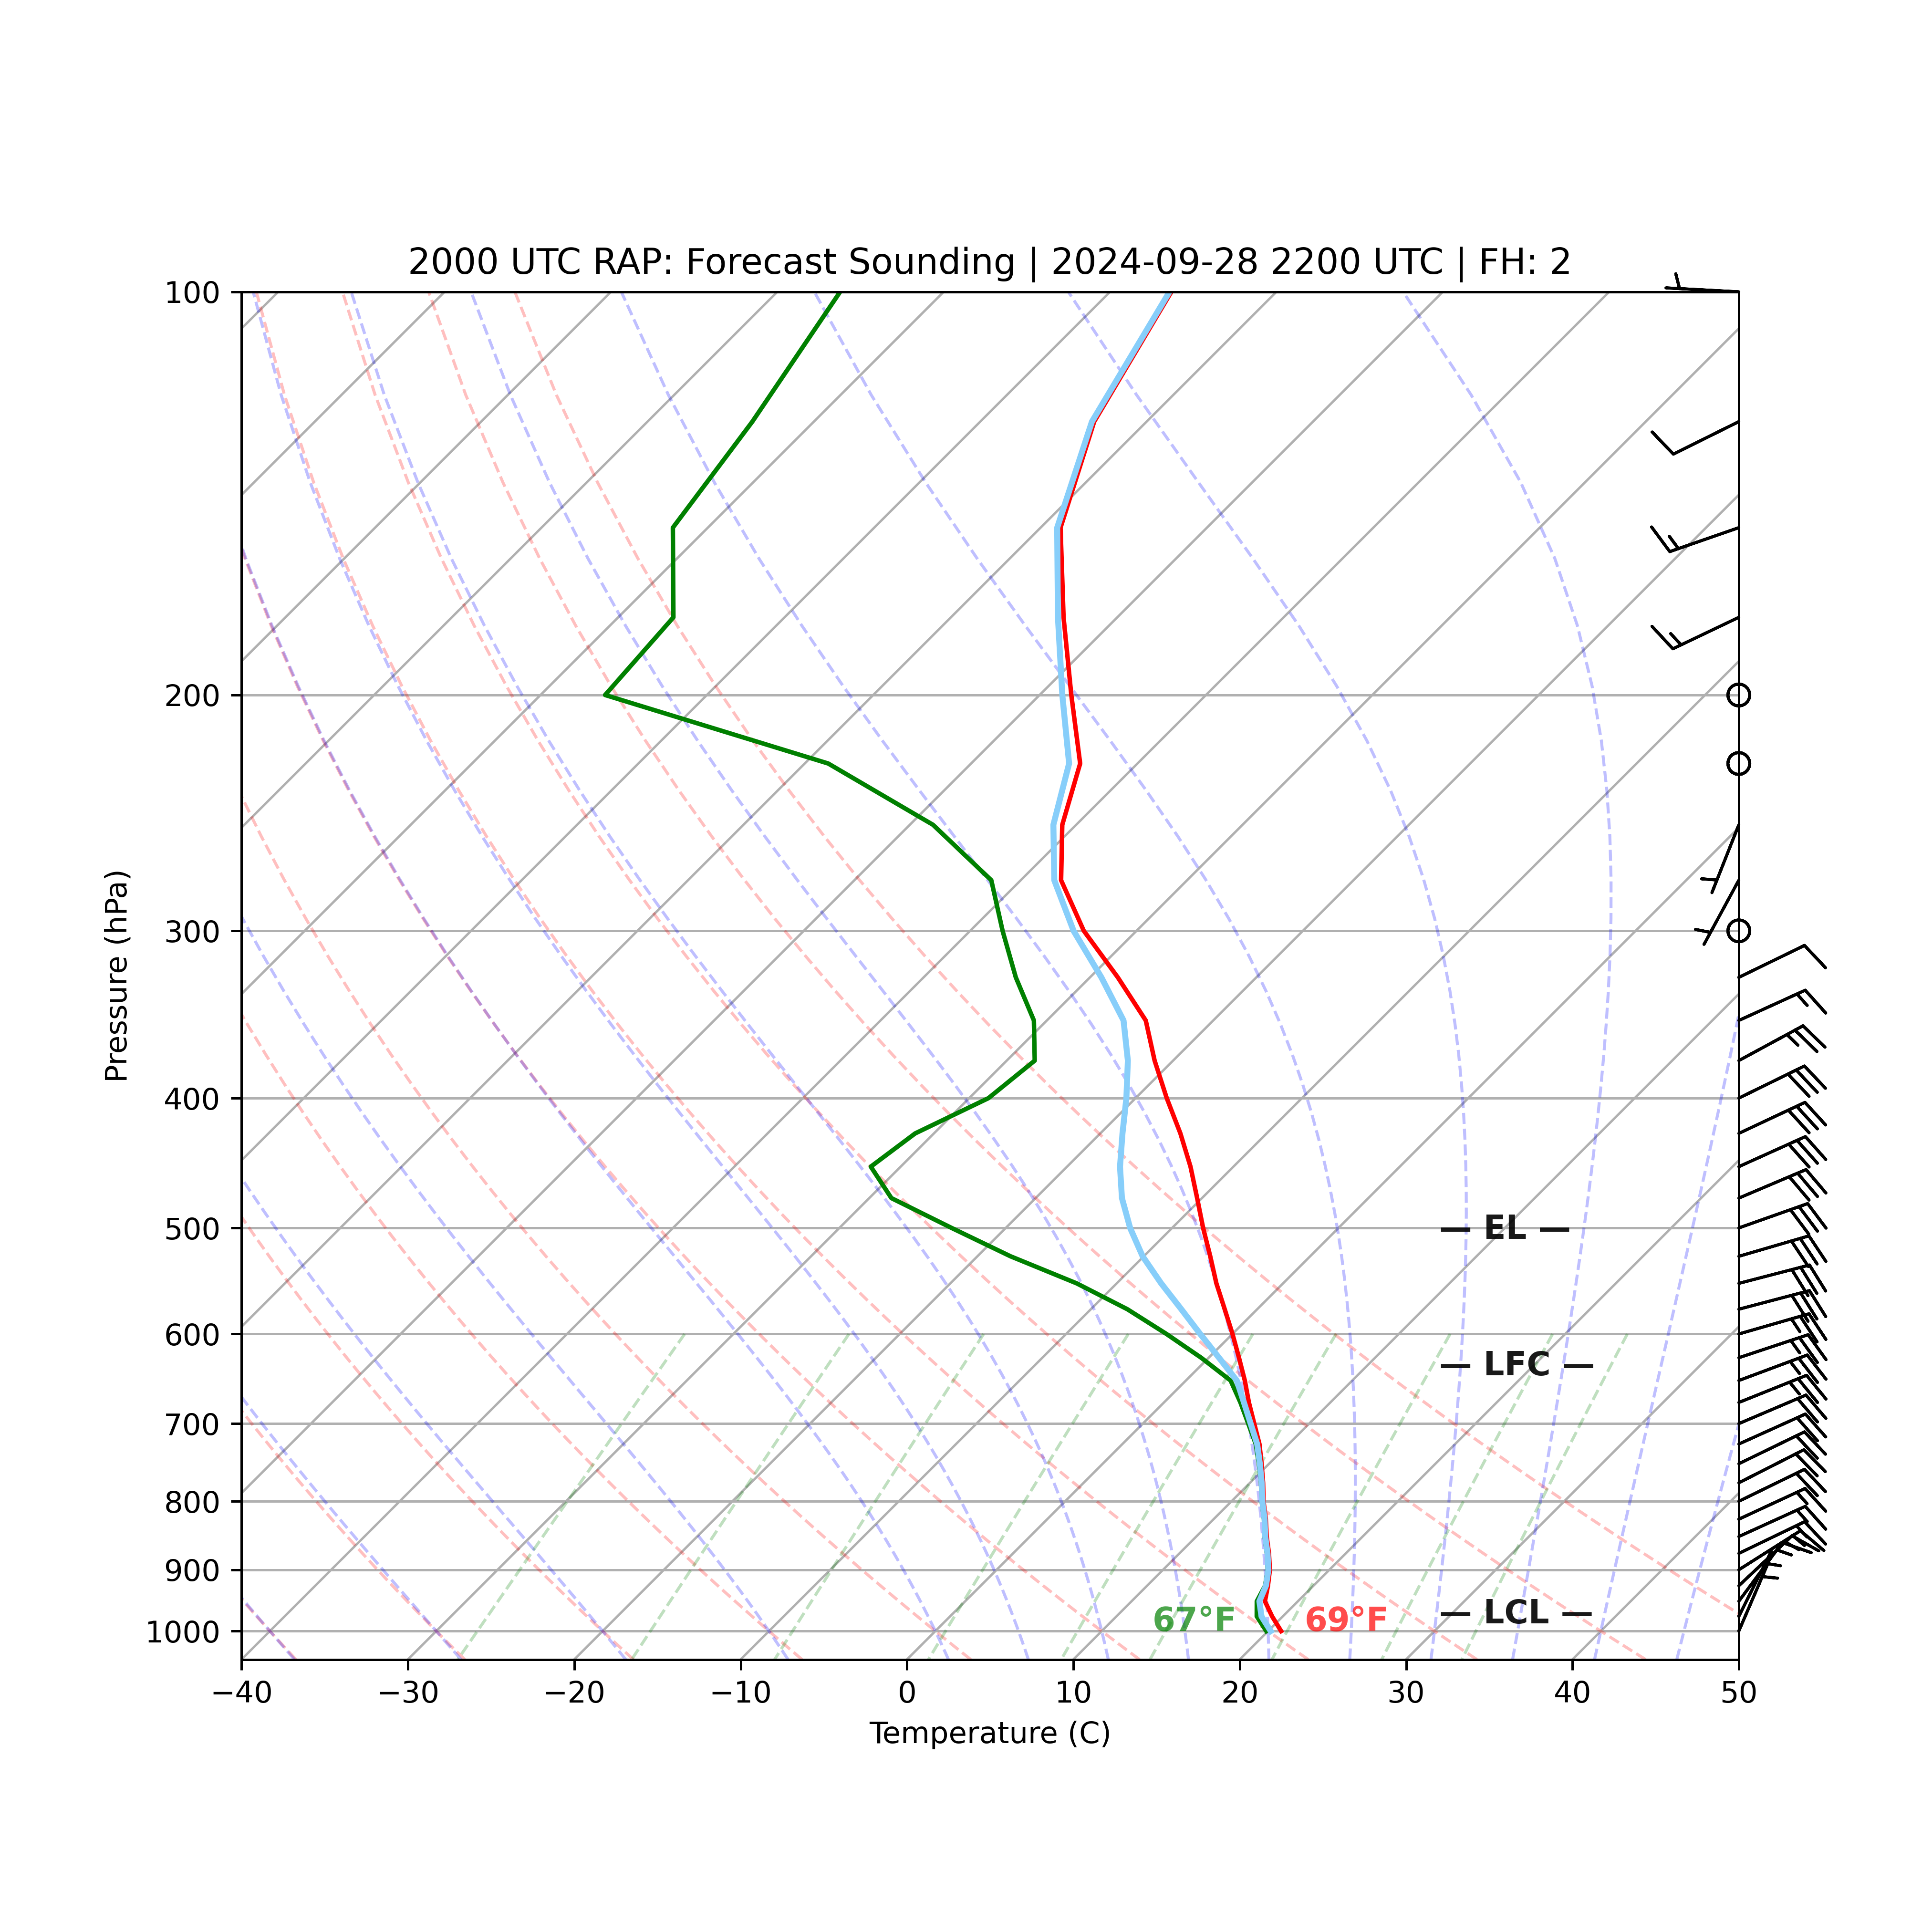 2000 UTC RAP: Forecast Sounding | 2024-09-28 2200 UTC | FH: 2
100
200
300
400
500
600
700
800
900
1000
Pressure (hPa)
— EL —
— LFC —
— LCL —
67°F
69°F
−40 −30 −20 −10 0 10 20 30 40 50
Temperature (C)